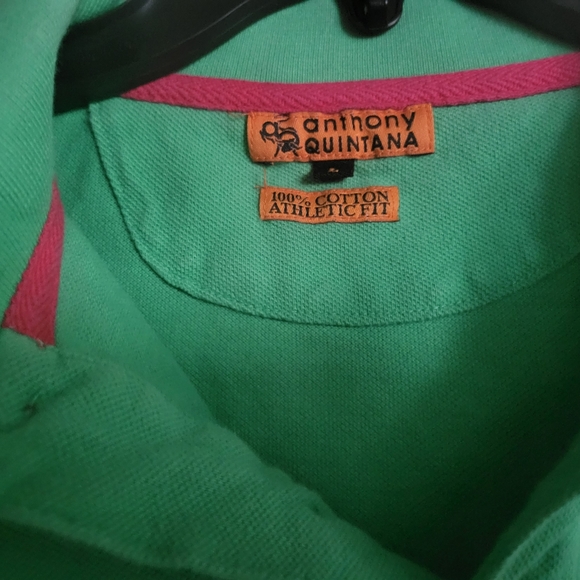 anthony
QUINTANA
100% COTTON
ATHLETIC FIT